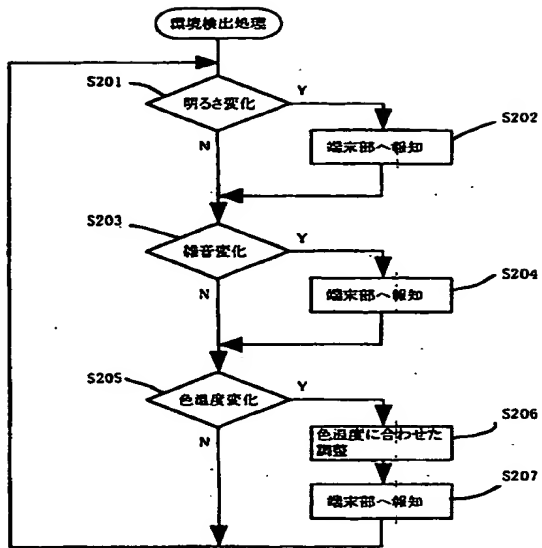 環境検出処理
S201
明るさ変化
Y
N
S202
端末部へ報知
S203
雑音変化
Y
N
S204
端末部へ報知
S205
色温度変化
Y
N
S206
色温度に合わせた
調整
S207
端末部へ報知